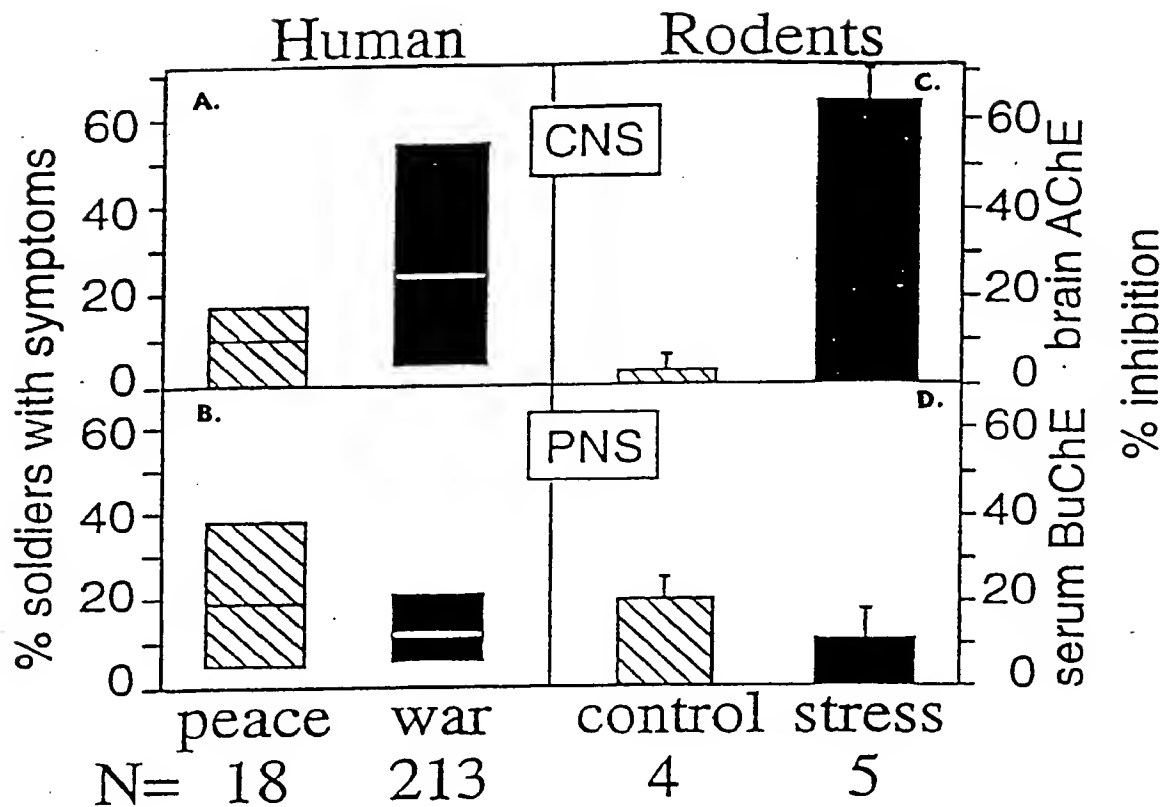 Human Rodents
A. C.
CNS
60 60
40 40
20 20
0 0
B. D.
PNS
60 60
40 40
20 20
0 0
% soldiers with symptoms
brain AChE
serum BuChE
% inhibition
peace war control stress
N= 18 213 4 5